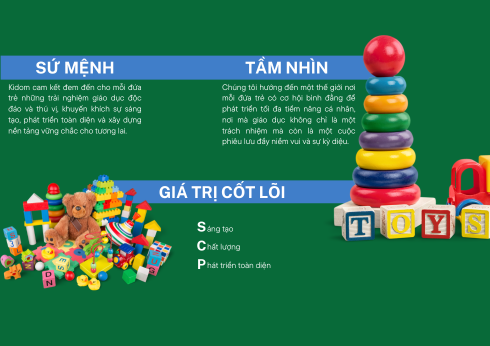 SỨ MỆNH
Kidom cam kết đem đến cho mỗi đứa
trẻ những trải nghiệm giáo dục độc
đáo và thú vị, khuyến khích sự sáng
tạo, phát triển toàn diện và xây dựng
nền tảng vững chắc cho tương lai.
TẦM NHÌN
Chúng tôi hướng đến một thế giới nơi
mỗi đứa trẻ có cơ hội bình đẳng để
phát triển tối đa tiềm năng cá nhân,
nơi mà giáo dục không chỉ là một
trách nhiệm mà còn là một cuộc
phiêu lưu đầy niềm vui và sự kỳ diệu.
GIÁ TRỊ CỐT LÕI
Sáng tạo
Chất lượng
Phát triển toàn diện
TOYS